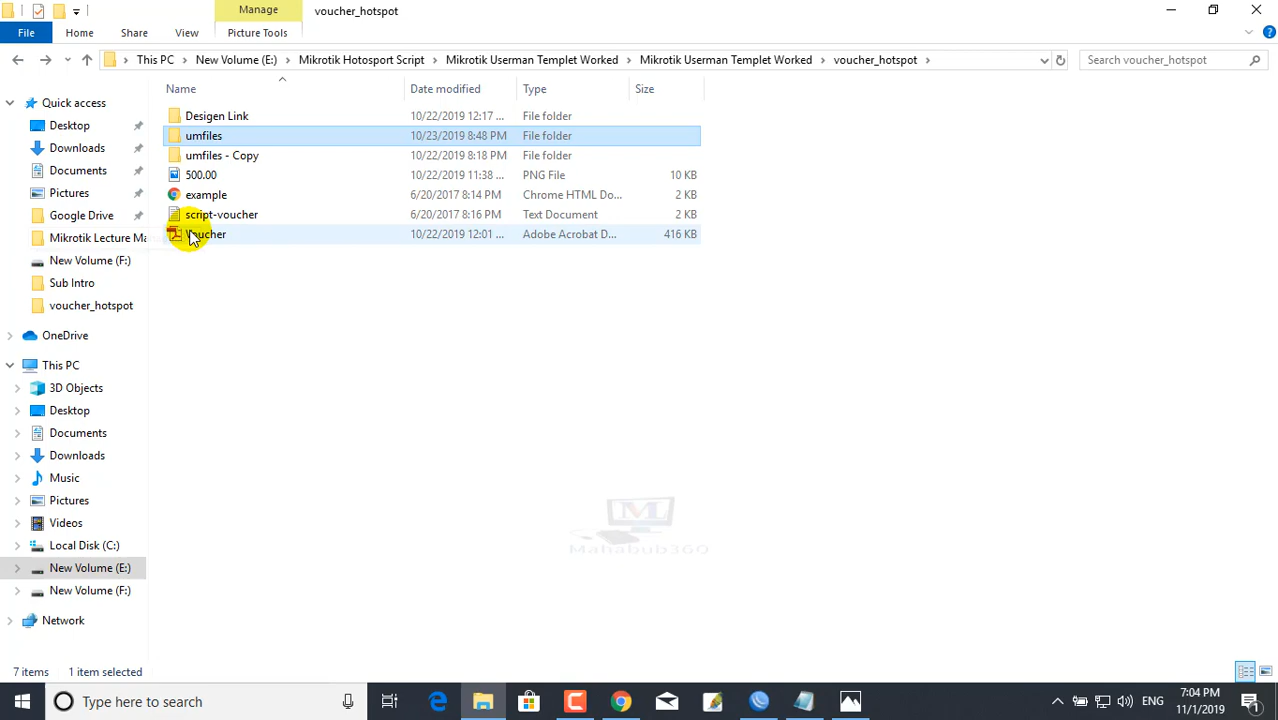 Manage
voucher_hotspot
File
Home
Share
View
Picture Tools
This PC
New Volume (E:)
Mikrotik Hotosport Script
Mikrotik Userman Templet Worked
Mikrotik Userman Templet Worked
voucher_hotspot
Search voucher_hotspot
Name
Date modified
Type
Size
Quick access
Desktop
Downloads
Documents
Pictures
Google Drive
Mikrotik Lecture Ma
New Volume (F:)
Sub Intro
voucher_hotspot
OneDrive
This PC
3D Objects
Desktop
Documents
Downloads
Music
Pictures
Videos
Local Disk (C:)
New Volume (E:)
New Volume (F:)
Network
Desigen Link 10/22/2019 12:17 ... File folder
umfiles 10/23/2019 8:48 PM File folder
umfiles - Copy 10/22/2019 8:18 PM File folder
500.00 10/22/2019 11:38 ... PNG File 10 KB
example 6/20/2017 8:14 PM Chrome HTML Do... 2 KB
script-voucher 6/20/2017 8:16 PM Text Document 2 KB
Voucher 10/22/2019 12:01 ... Adobe Acrobat D... 416 KB
M
Mahabub360
7 items 1 item selected
Type here to search
ENG
7:04 PM
11/1/2019
1